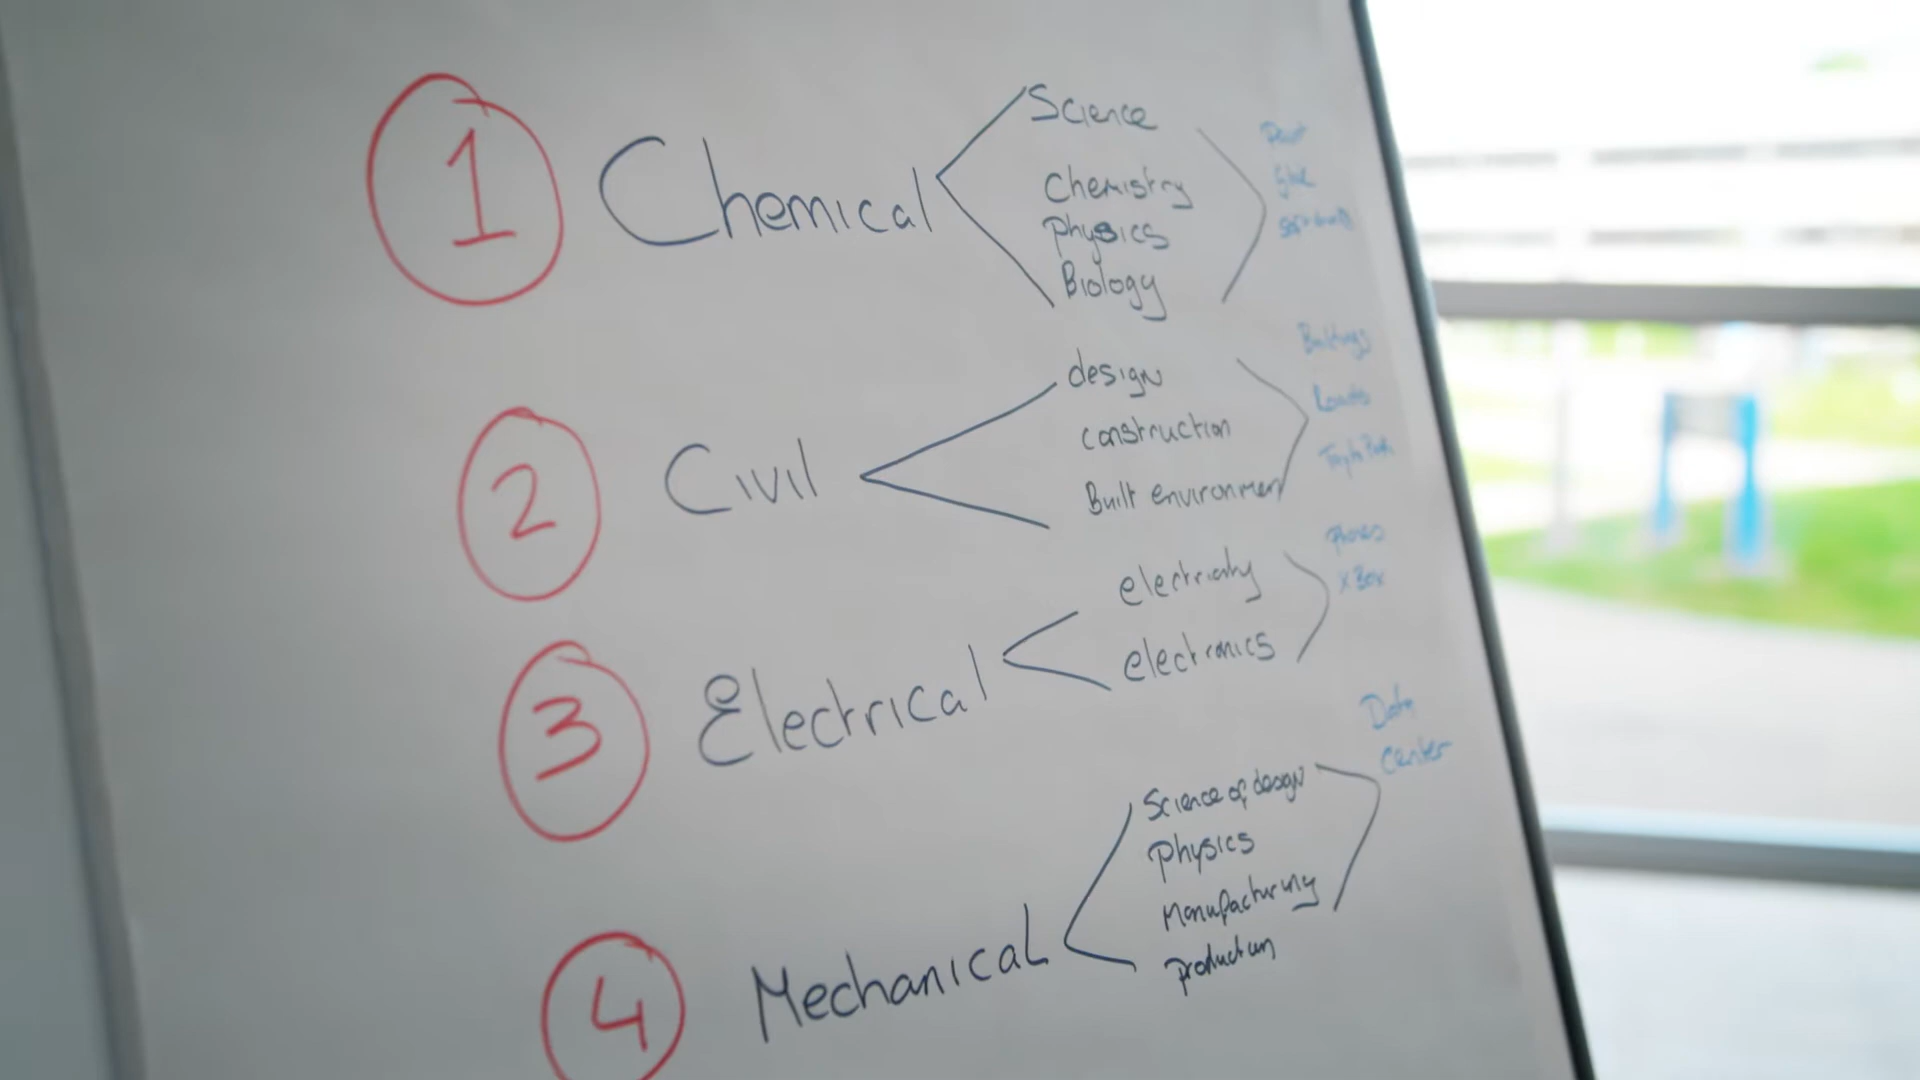 1 Chemical
Science
Chemistry
Physics
Biology
2 Civil
design
construction
Built environment
Buildings
3 Electrical
electricity
electronics
Phones
X Box
4 Mechanical
Science of design
Physics
Manufacturing
production
Data
Center